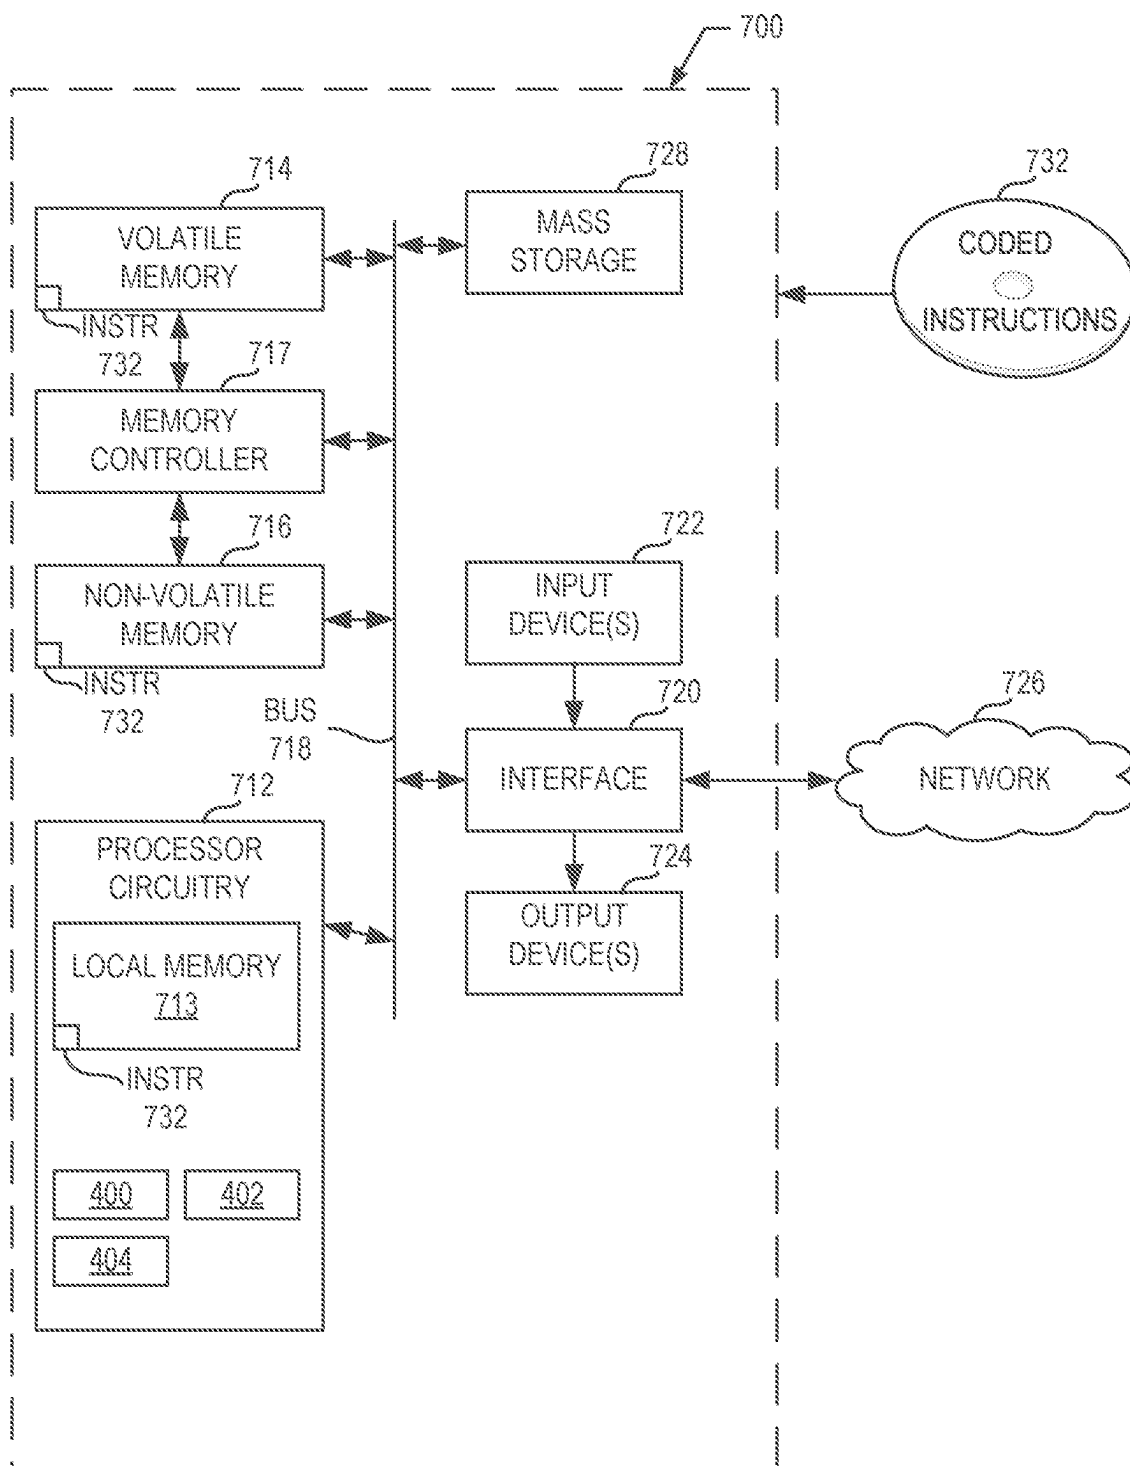 700
714
VOLATILE
MEMORY
INSTR
732
717
MEMORY
CONTROLLER
716
NON-VOLATILE
MEMORY
INSTR
732
BUS
718
712
PROCESSOR
CIRCUITRY
LOCAL MEMORY
713
INSTR
732
400
402
404
728
MASS
STORAGE
722
INPUT
DEVICE(S)
720
INTERFACE
724
OUTPUT
DEVICE(S)
732
CODED
INSTRUCTIONS
726
NETWORK